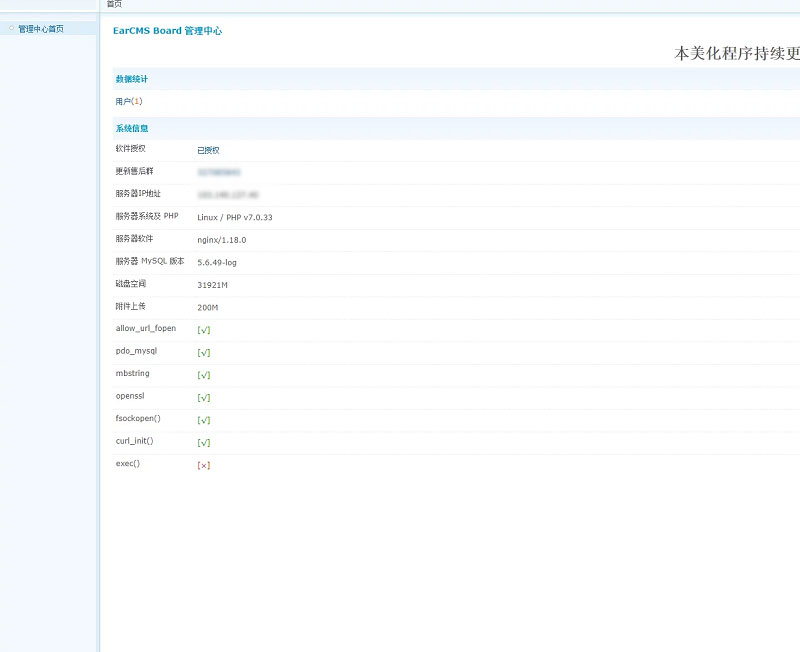 首页
管理中心首页
EarCMS Board 管理中心
本美化程序持续更
数据统计
用户(1)
系统信息
软件授权 已授权
更新售后群
服务器IP地址
服务器系统及 PHP Linux / PHP v7.0.33
服务器软件 nginx/1.18.0
服务器 MySQL 版本 5.6.49-log
磁盘空间 31921M
附件上传 200M
allow_url_fopen [√]
pdo_mysql [√]
mbstring [√]
openssl [√]
fsockopen() [√]
curl_init() [√]
exec() [×]